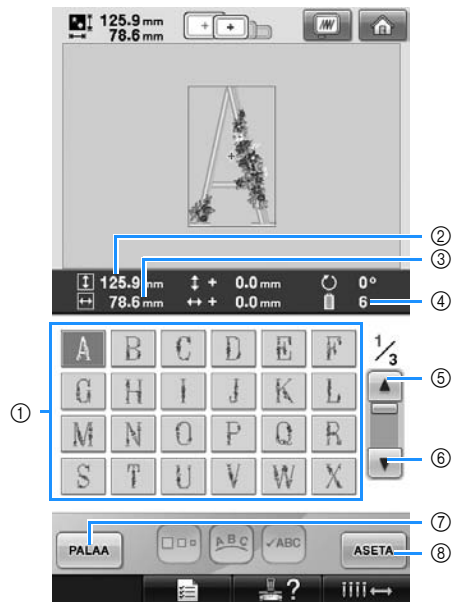 125.9 mm
78.6 mm
A
②
③
125.9 mm + 0.0 mm 0°
78.6 mm + 0.0 mm 6 ④
① A B C D E F 1/3
⑤
G H I J K L
M N O P Q R
⑥
S T U V W X
⑦
PALAA ABC ✓ABC ASETA ⑧
?